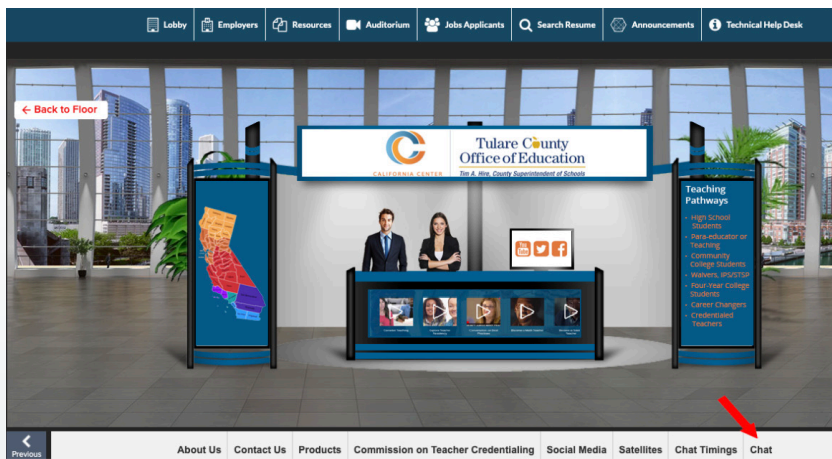 Lobby
Employers
Resources
Auditorium
Jobs Applicants
Search Resume
Announcements
Technical Help Desk
← Back to Floor
CALIFORNIA CENTER
Tulare County
Office of Education
Tim A. Hire, County Superintendent of Schools
You
Tube
Teaching
Pathways
- High School
Students
- Para-educator or
Teaching
- Community
College Students
- Waivers, IPS/STSP
- Four-Year College
Students
- Career Changers
- Credentialed
Teachers
Previous
About Us
Contact Us
Products
Commission on Teacher Credentialing
Social Media
Satellites
Chat Timings
Chat